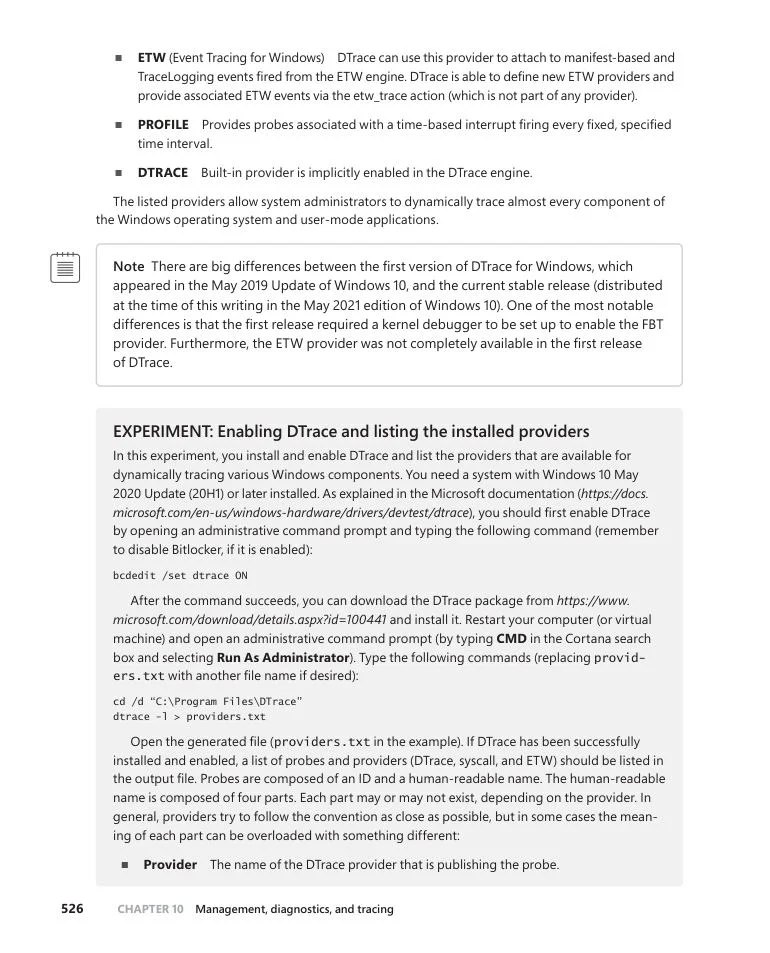 ■ ETW (Event Tracing for Windows) DTrace can use this provider to attach to manifest-based and
TraceLogging events fired from the ETW engine. DTrace is able to define new ETW providers and
provide associated ETW events via the etw_trace action (which is not part of any provider).
■ PROFILE Provides probes associated with a time-based interrupt firing every fixed, specified
time interval.
■ DTRACE Built-in provider is implicitly enabled in the DTrace engine.
The listed providers allow system administrators to dynamically trace almost every component of
the Windows operating system and user-mode applications.
Note There are big differences between the first version of DTrace for Windows, which
appeared in the May 2019 Update of Windows 10, and the current stable release (distributed
at the time of this writing in the May 2021 edition of Windows 10). One of the most notable
differences is that the first release required a kernel debugger to be set up to enable the FBT
provider. Furthermore, the ETW provider was not completely available in the first release
of DTrace.
EXPERIMENT: Enabling DTrace and listing the installed providers
In this experiment, you install and enable DTrace and list the providers that are available for
dynamically tracing various Windows components. You need a system with Windows 10 May
2020 Update (20H1) or later installed. As explained in the Microsoft documentation (https://docs.
microsoft.com/en-us/windows-hardware/drivers/devtest/dtrace), you should first enable DTrace
by opening an administrative command prompt and typing the following command (remember
to disable Bitlocker, if it is enabled):
bcdedit /set dtrace ON
After the command succeeds, you can download the DTrace package from https://www.
microsoft.com/download/details.aspx?id=100441 and install it. Restart your computer (or virtual
machine) and open an administrative command prompt (by typing CMD in the Cortana search
box and selecting Run As Administrator). Type the following commands (replacing provid-
ers.txt with another file name if desired):
cd /d “C:\Program Files\DTrace”
dtrace -l > providers.txt
Open the generated file (providers.txt in the example). If DTrace has been successfully
installed and enabled, a list of probes and providers (DTrace, syscall, and ETW) should be listed in
the output file. Probes are composed of an ID and a human-readable name. The human-readable
name is composed of four parts. Each part may or may not exist, depending on the provider. In
general, providers try to follow the convention as close as possible, but in some cases the mean-
ing of each part can be overloaded with something different:
■ Provider The name of the DTrace provider that is publishing the probe.
526 CHAPTER 10 Management, diagnostics, and tracing